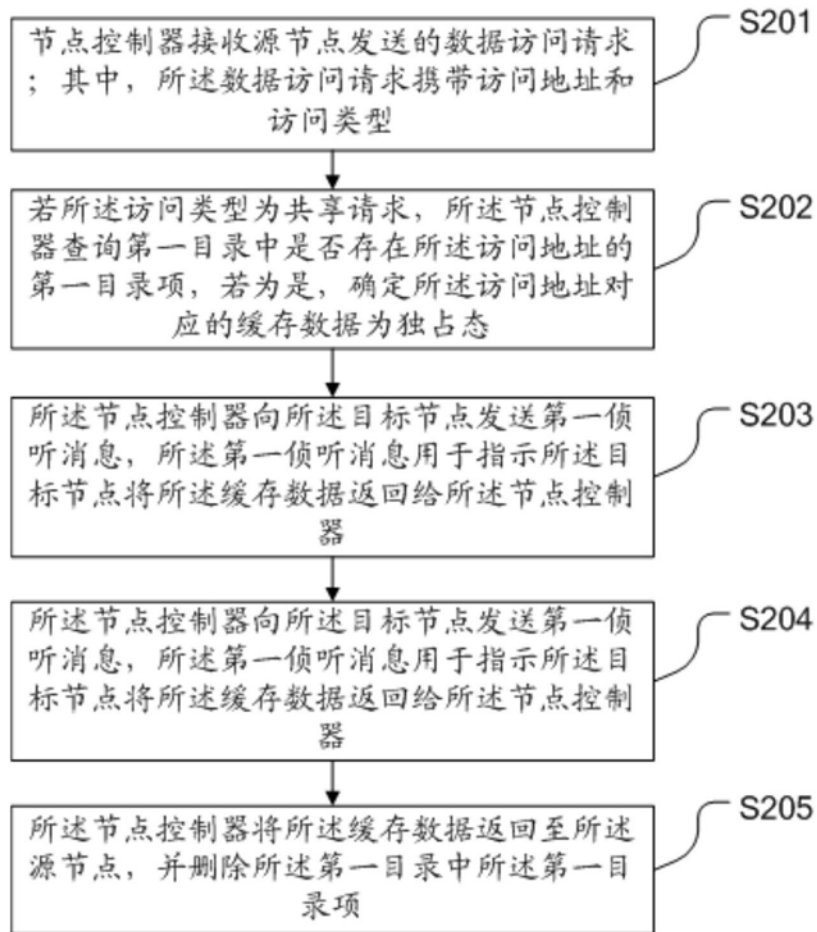 节点控制器接收源节点发送的数据访问请求
；其中，所述数据访问请求携带访问地址和
访问类型
S201
若所述访问类型为共享请求，所述节点控制
器查询第一目录中是否存在所述访问地址的
第一目录项，若为是，确定所述访问地址对
应的缓存数据为独占态
S202
所述节点控制器向所述目标节点发送第一侦
听消息，所述第一侦听消息用于指示所述目
标节点将所述缓存数据返回给所述节点控制
器
S203
所述节点控制器向所述目标节点发送第一侦
听消息，所述第一侦听消息用于指示所述目
标节点将所述缓存数据返回给所述节点控制
器
S204
所述节点控制器将所述缓存数据返回至所述
源节点，并删除所述第一目录中所述第一目
录项
S205